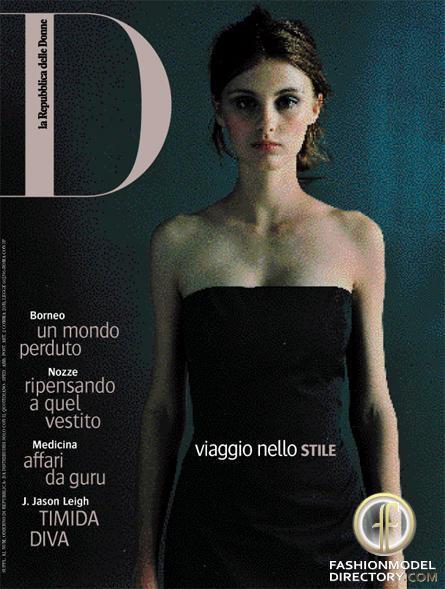 D
la Repubblica delle Donne
Borneo
un mondo
perduto
Nozze
ripensando
a quel
vestito
Medicina
affari
da guru
J. Jason Leigh
TIMIDA
DIVA
viaggio nello STILE
f
FASHIONMODEL
DIRECTORY.COM